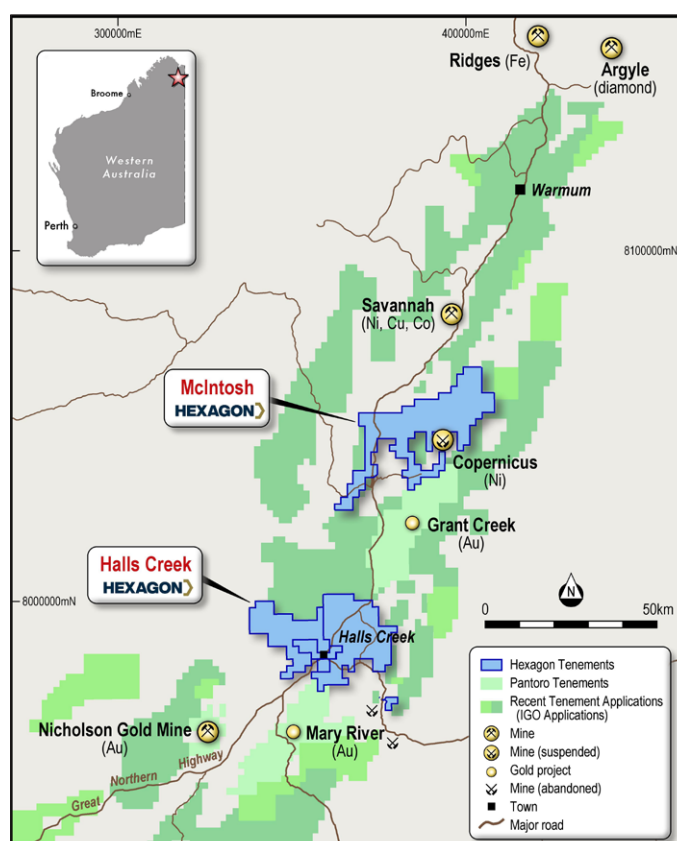 300000mE
400000mE
Ridges (Fe)
Argyle
(diamond)
Broome
Western
Australia
Perth
Warmum
8100000mN
Savannah
(Ni, Cu, Co)
McIntosh
HEXAGON
Copernicus
(Ni)
Grant Creek
(Au)
Halls Creek
HEXAGON
8000000mN
Halls Creek
N
0
50km
Nicholson Gold Mine
(Au)
Mary River
(Au)
Great Northern Highway
Hexagon Tenements
Pantoro Tenements
Recent Tenement Applications
(IGO Applications)
Mine
Mine (suspended)
Gold project
Mine (abandoned)
Town
Major road